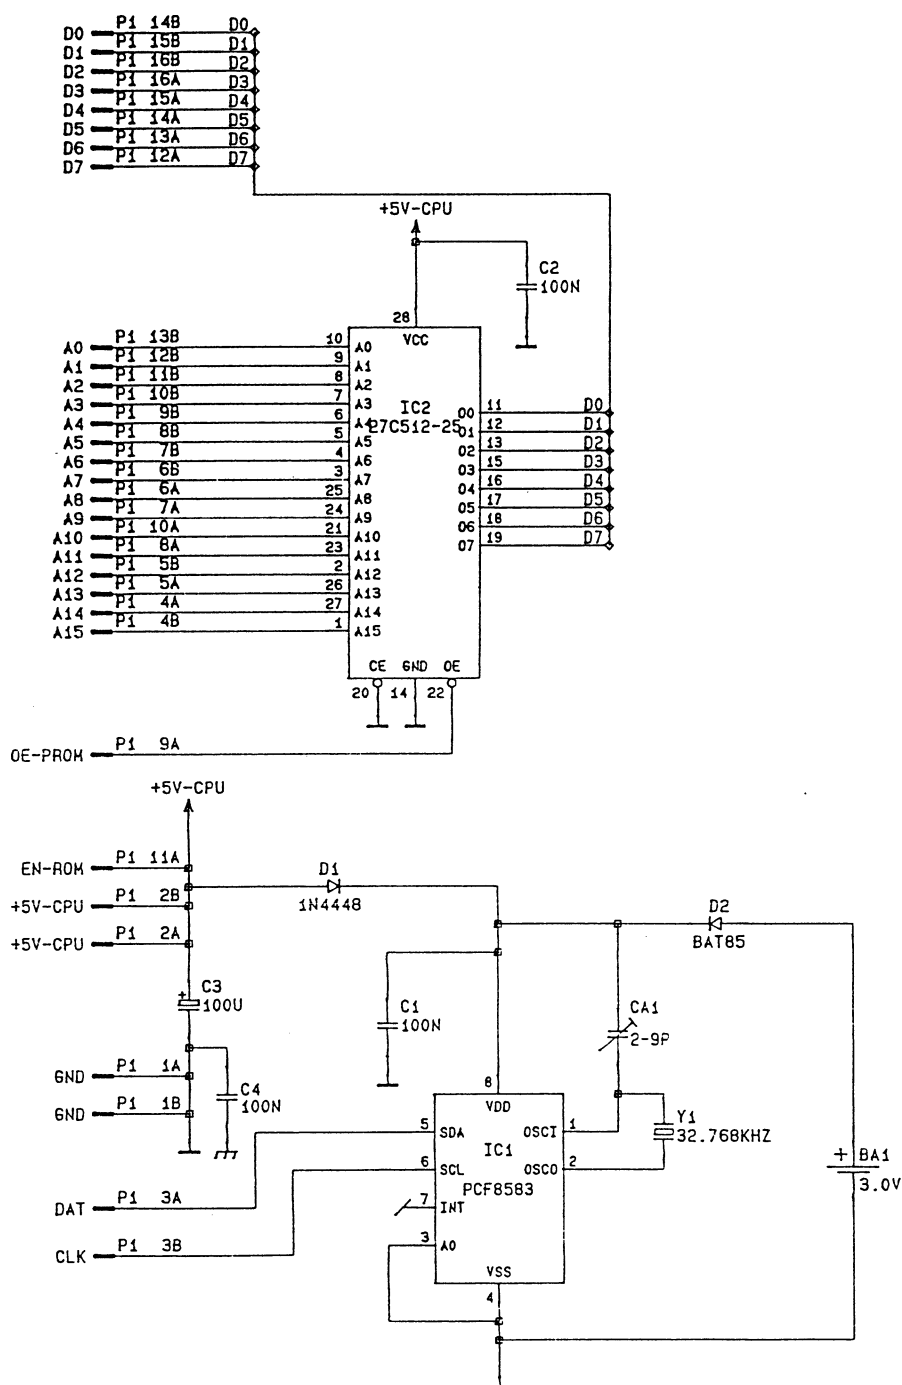 D0 P1 14B D0
D1 P1 15B D1
D2 P1 16B D2
D3 P1 16A D3
D4 P1 15A D4
D5 P1 14A D5
D6 P1 13A D6
D7 P1 12A D7
+5V-CPU
C2
100N
28
VCC
A0 P1 13B 10 A0
A1 P1 12B 9 A1
A2 P1 11B 8 A2
A3 P1 10B 7 A3
A4 P1 9B 6 A4
A5 P1 8B 5 A5
A6 P1 7B 4 A6
A7 P1 6B 3 A7
A8 P1 6A 25 A8
A9 P1 7A 24 A9
A10 P1 10A 21 A10
A11 P1 8A 23 A11
A12 P1 5B 2 A12
A13 P1 5A 26 A13
A14 P1 4A 27 A14
A15 P1 4B 1 A15
IC2
27C512-25
O0 11 D0
O1 12 D1
O2 13 D2
O3 15 D3
O4 16 D4
O5 17 D5
O6 18 D6
O7 19 D7
CE GND OE
20 14 22
OE-PROM P1 9A
+5V-CPU
EN-ROM P1 11A
+5V-CPU P1 2B
+5V-CPU P1 2A
D1
1N4448
D2
BAT85
+ C3
100U
C1
100N
CA1
2-9P
GND P1 1A
GND P1 1B
C4
100N
8
VDD
5 SDA
6 SCL
7 INT
3 A0
IC1
PCF8583
OSCI 1
OSCO 2
VSS
4
Y1
32.768KHZ
+ BA1
3.0V
DAT P1 3A
CLK P1 3B